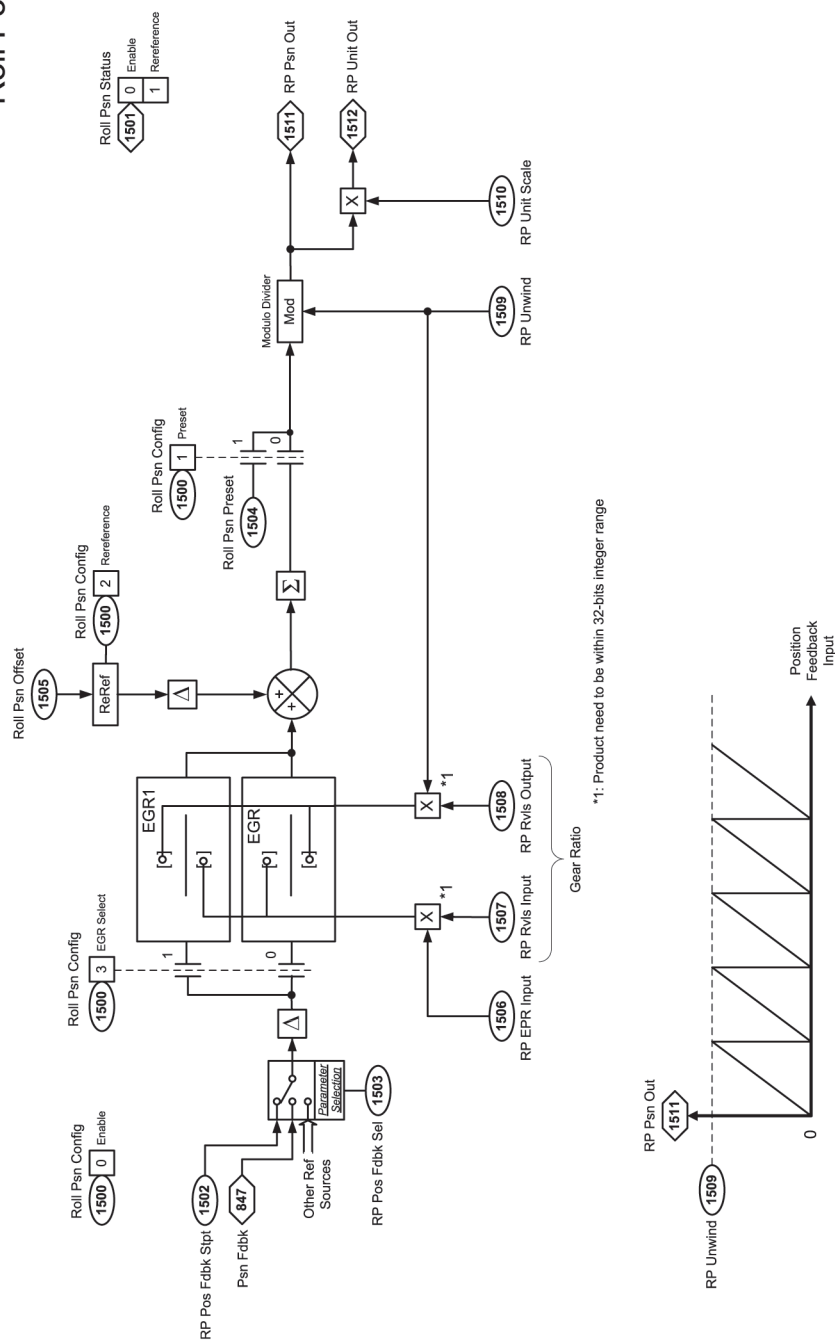 Roll Psn Status
1501
0
Enable
1
Rereference
Roll Psn Config
1500
0
Enable
RP Pos Fdbk Stpt
1502
Psn Fdbk
847
Other Ref
Sources
Parameter
Selection
1503
RP Pos Fdbk Sel
Δ
Roll Psn Config
1500
3
EGR Select
1
0
EGR1
[ ]
[ ]
EGR
[ ]
[ ]
RP EPR Input
1506
X
*1
1507
RP Rvls Input
X
*1
1508
RP Rvls Output
Gear Ratio
Roll Psn Offset
1505
ReRef
Roll Psn Config
1500
2
Rereference
Δ
+
+
Σ
Roll Psn Config
1500
1
Preset
Roll Psn Preset
1504
1
0
Modulo Divider
Mod
1509
RP Unwind
X
1510
RP Unit Scale
1511
RP Psn Out
1512
RP Unit Out
*1: Product need to be within 32-bits integer range
RP Psn Out
1511
RP Unwind
1509
0
Position
Feedback
Input